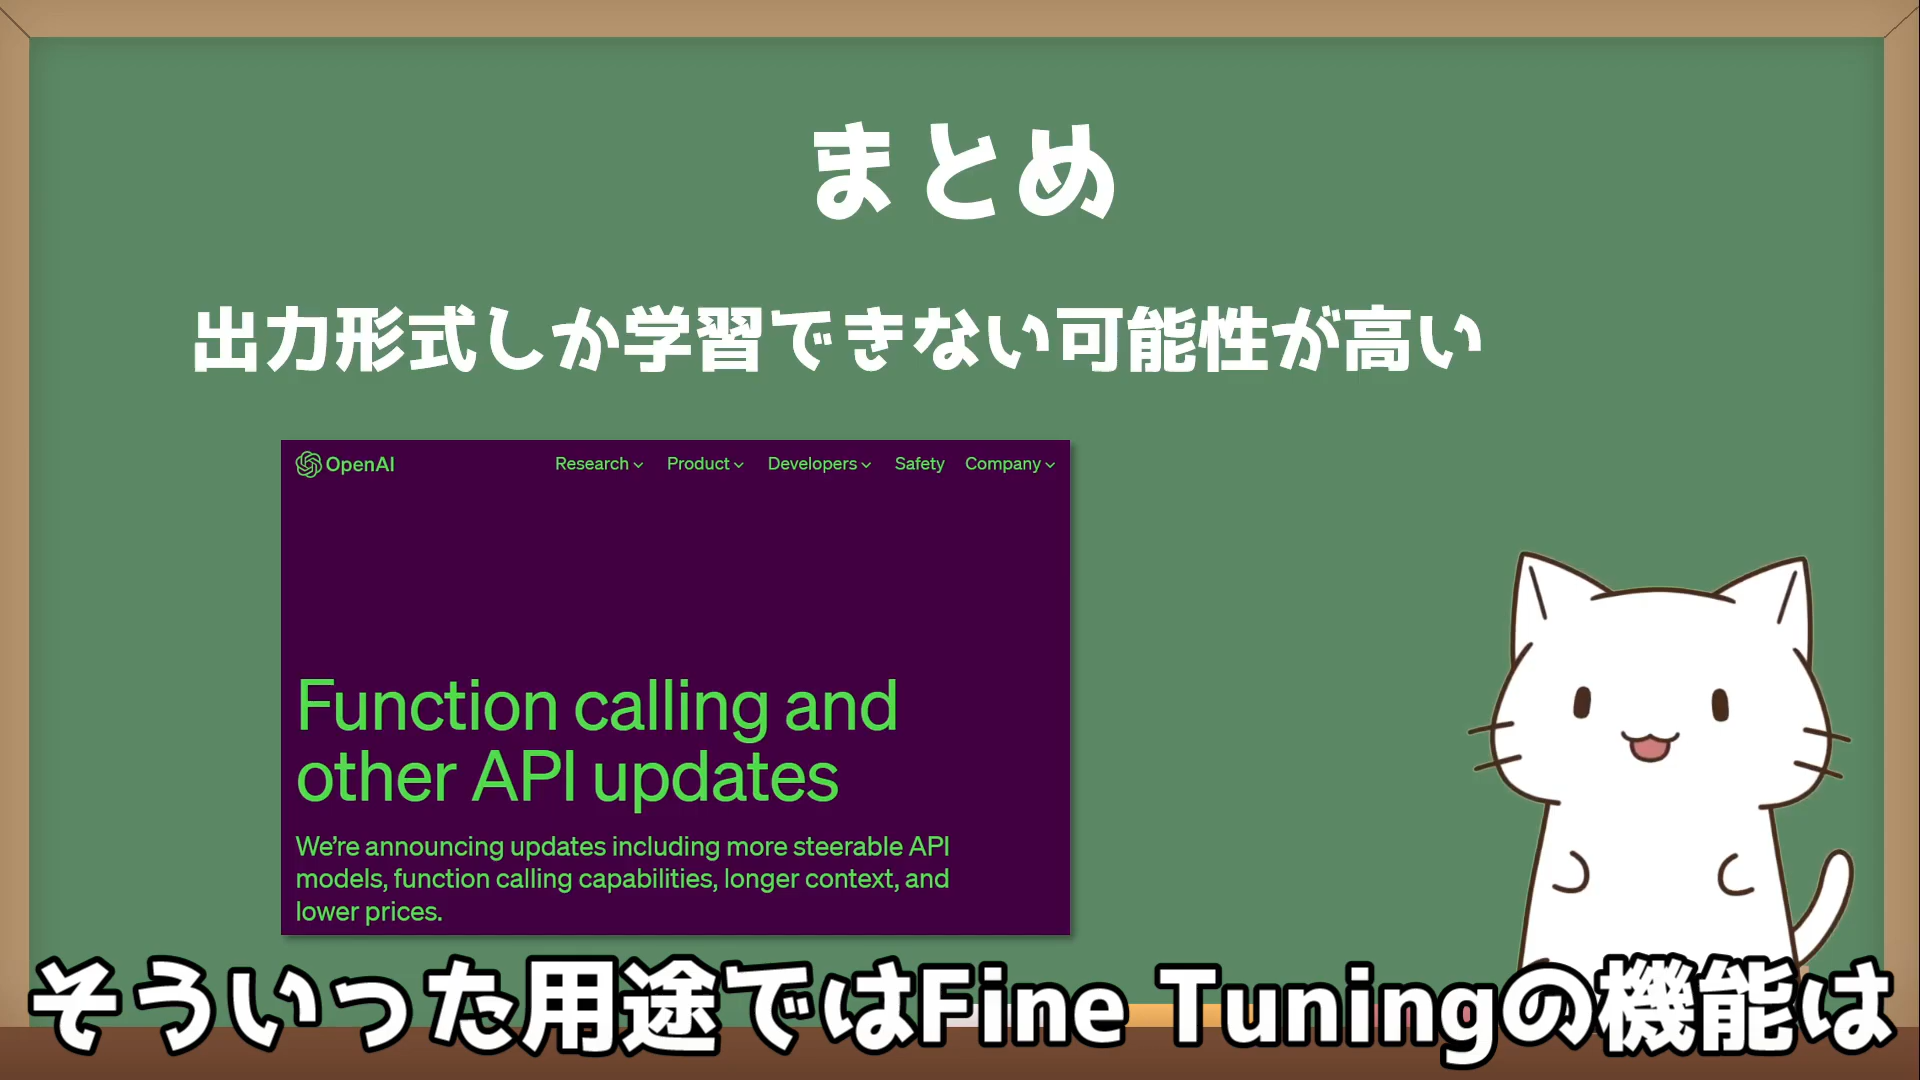 まとめ
出力形式しか学習できない可能性が高い
OpenAI Research Product Developers Safety Company
Function calling and
other API updates
We're announcing updates including more steerable API
models, function calling capabilities, longer context, and
lower prices.
そういった用途ではFine Tuningの機能は